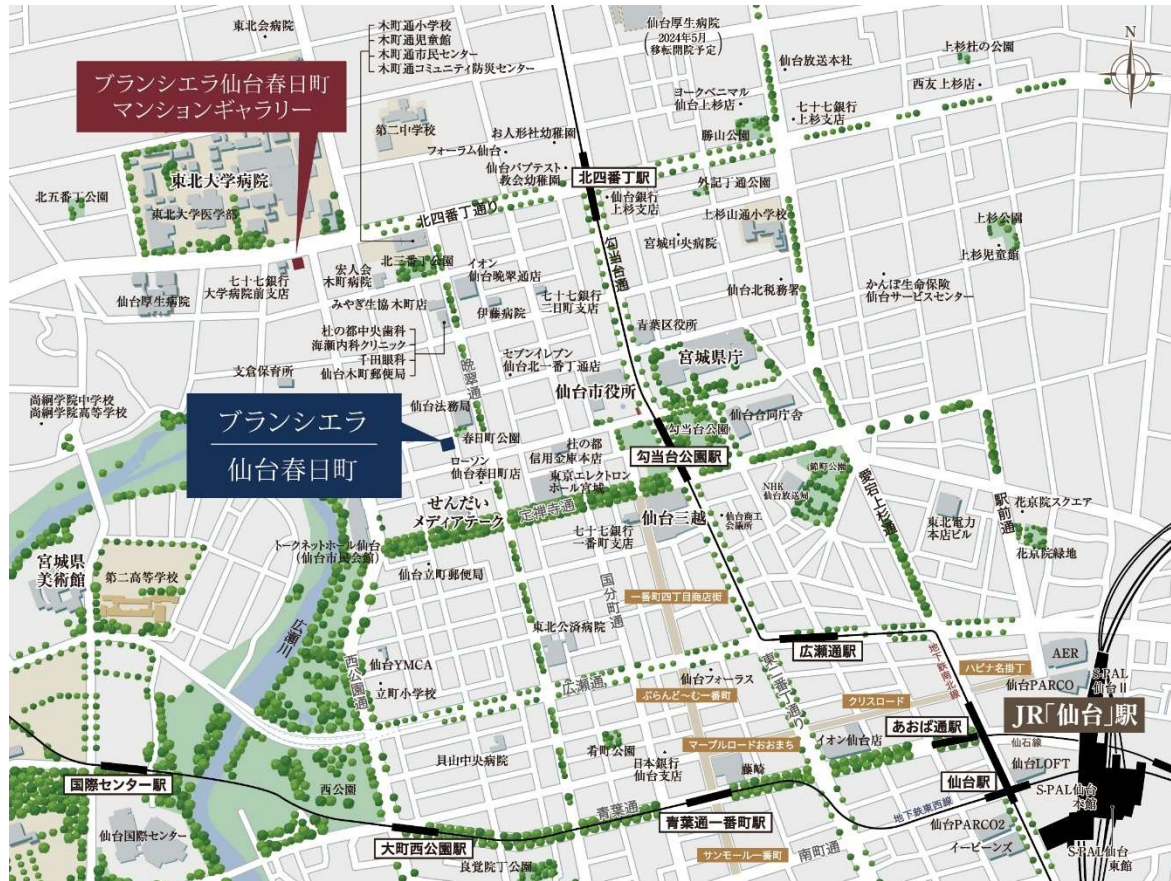 東北会病院
木町通小学校
木町通児童館
木町通市民センター
木町通コミュニティ防災センター
仙台厚生病院
(2024年5月
移転開院予定)
仙台放送本社
上杉杜の公園
西友上杉店
N
ブランシエラ仙台春日町
マンションギャラリー
第二中学校
ヨークベニマル
仙台上杉店
七十七銀行
上杉支店
お人形社幼稚園
フォーラム仙台
勝山公園
仙台バプテスト
教会幼稚園
北四番丁駅
東北大学病院
北五番丁公園
東北大学医学部
北四番丁通り
仙台銀行
上杉支店
外記丁通公園
上杉山通小学校
上杉公園
上杉児童館
勾当台通
宮城中央病院
北三番丁公園
イオン
仙台晩翠通店
七十七銀行
大学病院前支店
宏人会
木町病院
仙台厚生病院
みやぎ生協木町店
伊藤病院
七十七銀行
二日町支店
仙台北税務署
かんぽ生命保険
仙台サービスセンター
青葉区役所
杜の都中央歯科
海瀬内科クリニック
千田眼科
仙台木町郵便局
宮城県庁
セブンイレブン
仙台北一番丁通店
晩翠通
支倉保育所
尚絅学院中学校
尚絅学院高等学校
仙台市役所
仙台法務局
仙台合同庁舎
ブランシエラ
仙台春日町
春日町公園
勾当台公園
杜の都
信用金庫本店
勾当台公園駅
ローソン
仙台春日町店
東京エレクトロン
ホール宮城
錦町公園
NHK
仙台放送局
愛宕上杉通
駅前通
花京院スクエア
せんだい
メディアテーク
定禅寺通
仙台三越
仙台商工
会議所
東北電力
本店ビル
花京院緑地
七十七銀行
一番町支店
トークネットホール仙台
(仙台市民会館)
宮城県
美術館
第二高等学校
仙台立町郵便局
国分町通
一番町四丁目商店街
広瀬川
東北公済病院
広瀬通駅
地下鉄南北線
AER
西公園通
仙台YMCA
立町小学校
広瀬通
仙台フォーラス
東二番丁通り
ハピナ名掛丁
仙台PARCO
S-PAL
仙台II
ぶらんど〜む一番町
クリスロード
JR「仙台」駅
あおば通駅
肴町公園
マーブルロードおおまち
イオン仙台店
仙石線
貝山中央病院
日本銀行
仙台支店
藤崎
仙台LOFT
国際センター駅
西公園
仙台駅
S-PAL仙台
本館
青葉通
青葉通一番町駅
地下鉄東西線
仙台国際センター
大町西公園駅
仙台PARCO2
イービーンズ
良覚院丁公園
サンモール一番町
南町通
S-PAL仙台
東館